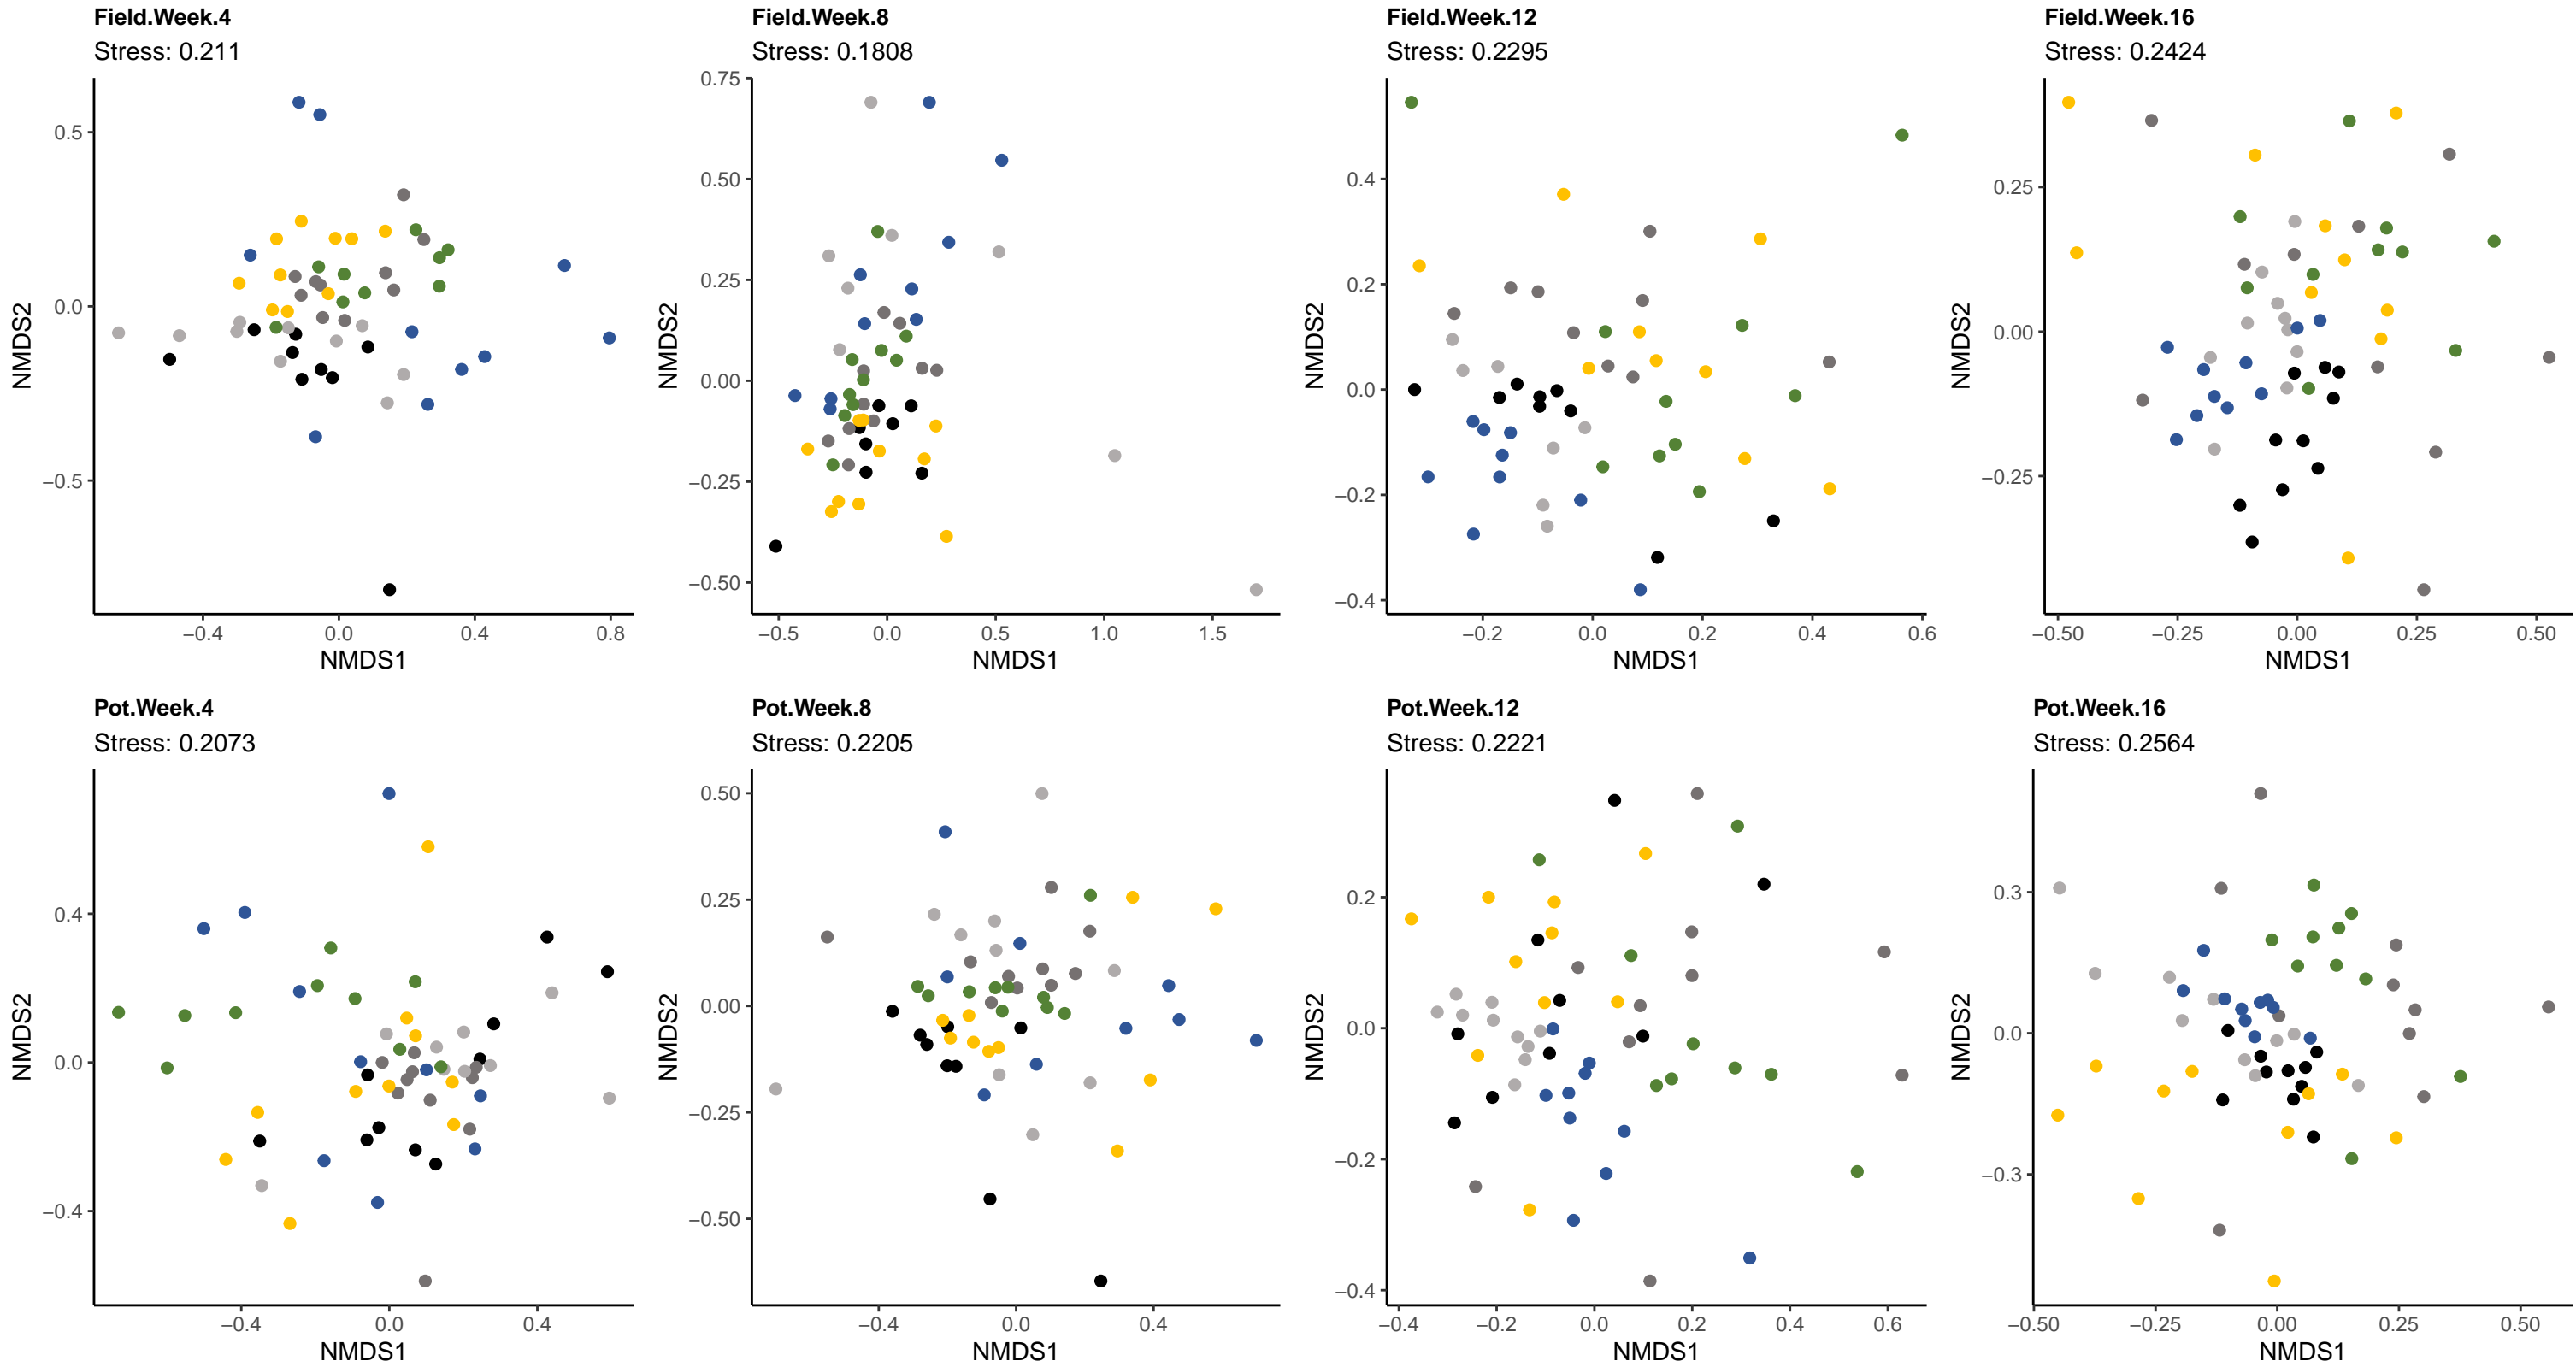 Field.Week.4
Stress: 0.211
NMDS2
0.5
0.0
−0.5
−0.4
0.0
0.4
0.8
NMDS1
Field.Week.8
Stress: 0.1808
NMDS2
0.75
0.50
0.25
0.00
−0.25
−0.50
−0.5
0.0
0.5
1.0
1.5
NMDS1
Field.Week.12
Stress: 0.2295
NMDS2
0.4
0.2
0.0
−0.2
−0.4
−0.2
0.0
0.2
0.4
0.6
NMDS1
Field.Week.16
Stress: 0.2424
NMDS2
0.25
0.00
−0.25
−0.50
−0.25
0.00
0.25
0.50
NMDS1
Pot.Week.4
Stress: 0.2073
NMDS2
0.4
0.0
−0.4
−0.4
0.0
0.4
NMDS1
Pot.Week.8
Stress: 0.2205
NMDS2
0.50
0.25
0.00
−0.25
−0.50
−0.4
0.0
0.4
NMDS1
Pot.Week.12
Stress: 0.2221
NMDS2
0.2
0.0
−0.2
−0.4
−0.4
−0.2
0.0
0.2
0.4
0.6
NMDS1
Pot.Week.16
Stress: 0.2564
NMDS2
0.3
0.0
−0.3
−0.50
−0.25
0.00
0.25
0.50
NMDS1